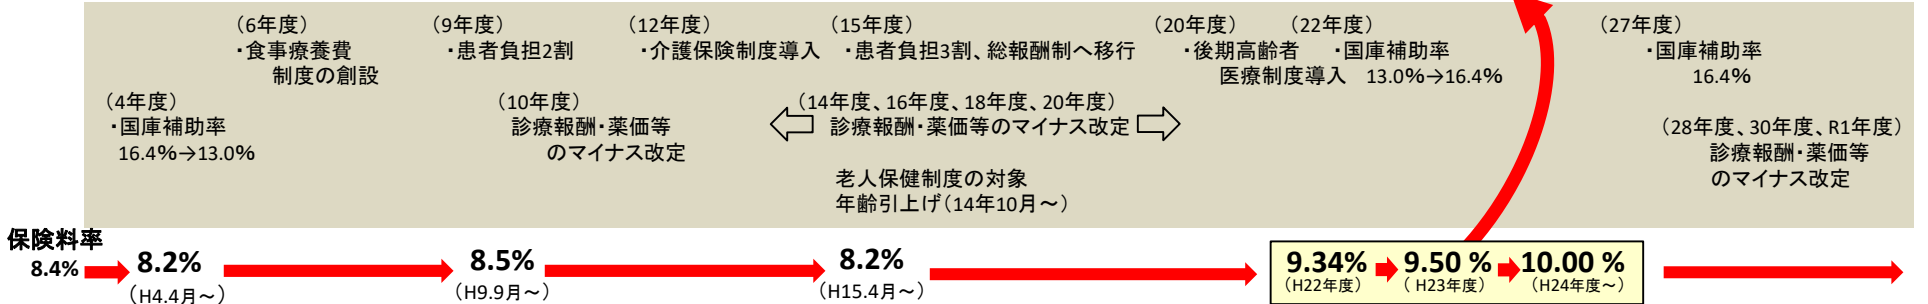 （6年度）
・食事療養費
制度の創設
（9年度）
・患者負担2割
（12年度）
・介護保険制度導入
（15年度）
・患者負担3割、総報酬制へ移行
（20年度）
・後期高齢者
医療制度導入
（22年度）
・国庫補助率
13.0%→16.4%
（27年度）
・国庫補助率
16.4%
（4年度）
・国庫補助率
16.4%→13.0%
（10年度）
診療報酬・薬価等
のマイナス改定
（14年度、16年度、18年度、20年度）
診療報酬・薬価等のマイナス改定
（28年度、30年度、R1年度）
診療報酬・薬価等
のマイナス改定
老人保健制度の対象
年齢引上げ（14年10月～）
保険料率
8.4%
8.2%
（H4.4月～）
8.5%
（H9.9月～）
8.2%
（H15.4月～）
9.34%
（H22年度）
9.50 %
（ H23年度）
10.00 %
（H24年度～）